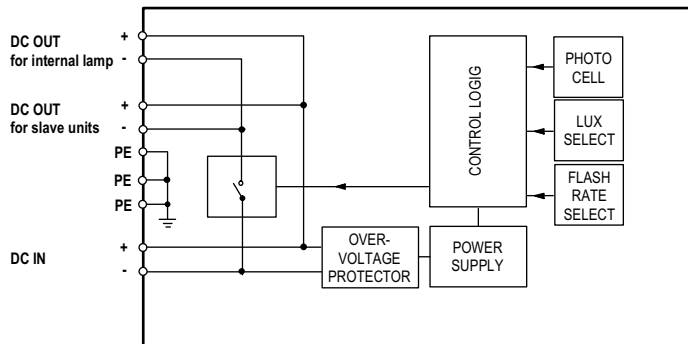 DC OUT +
for internal lamp -
DC OUT +
for slave units -
PE
PE
PE
DC IN +
-
CONTROL LOGIG
PHOTO
CELL
LUX
SELECT
FLASH
RATE
SELECT
OVER-
VOLTAGE
PROTECTOR
POWER
SUPPLY